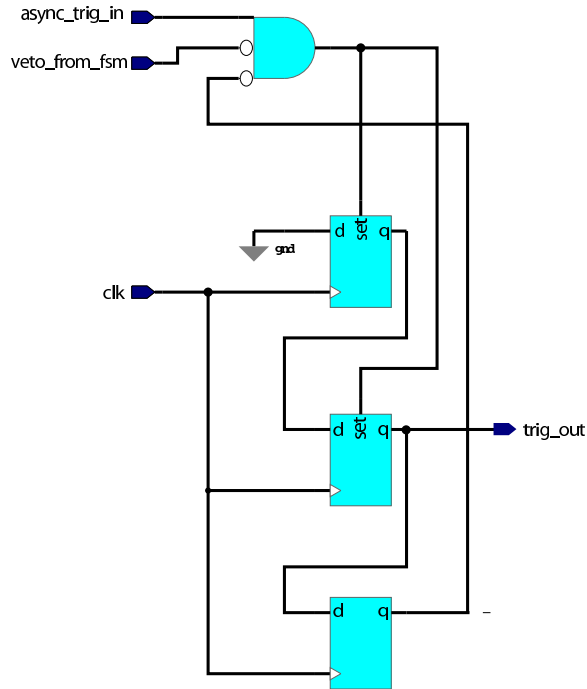 async_trig_in
veto_from_fsm
d set q
gnd
clk
d set q
trig_out
d q